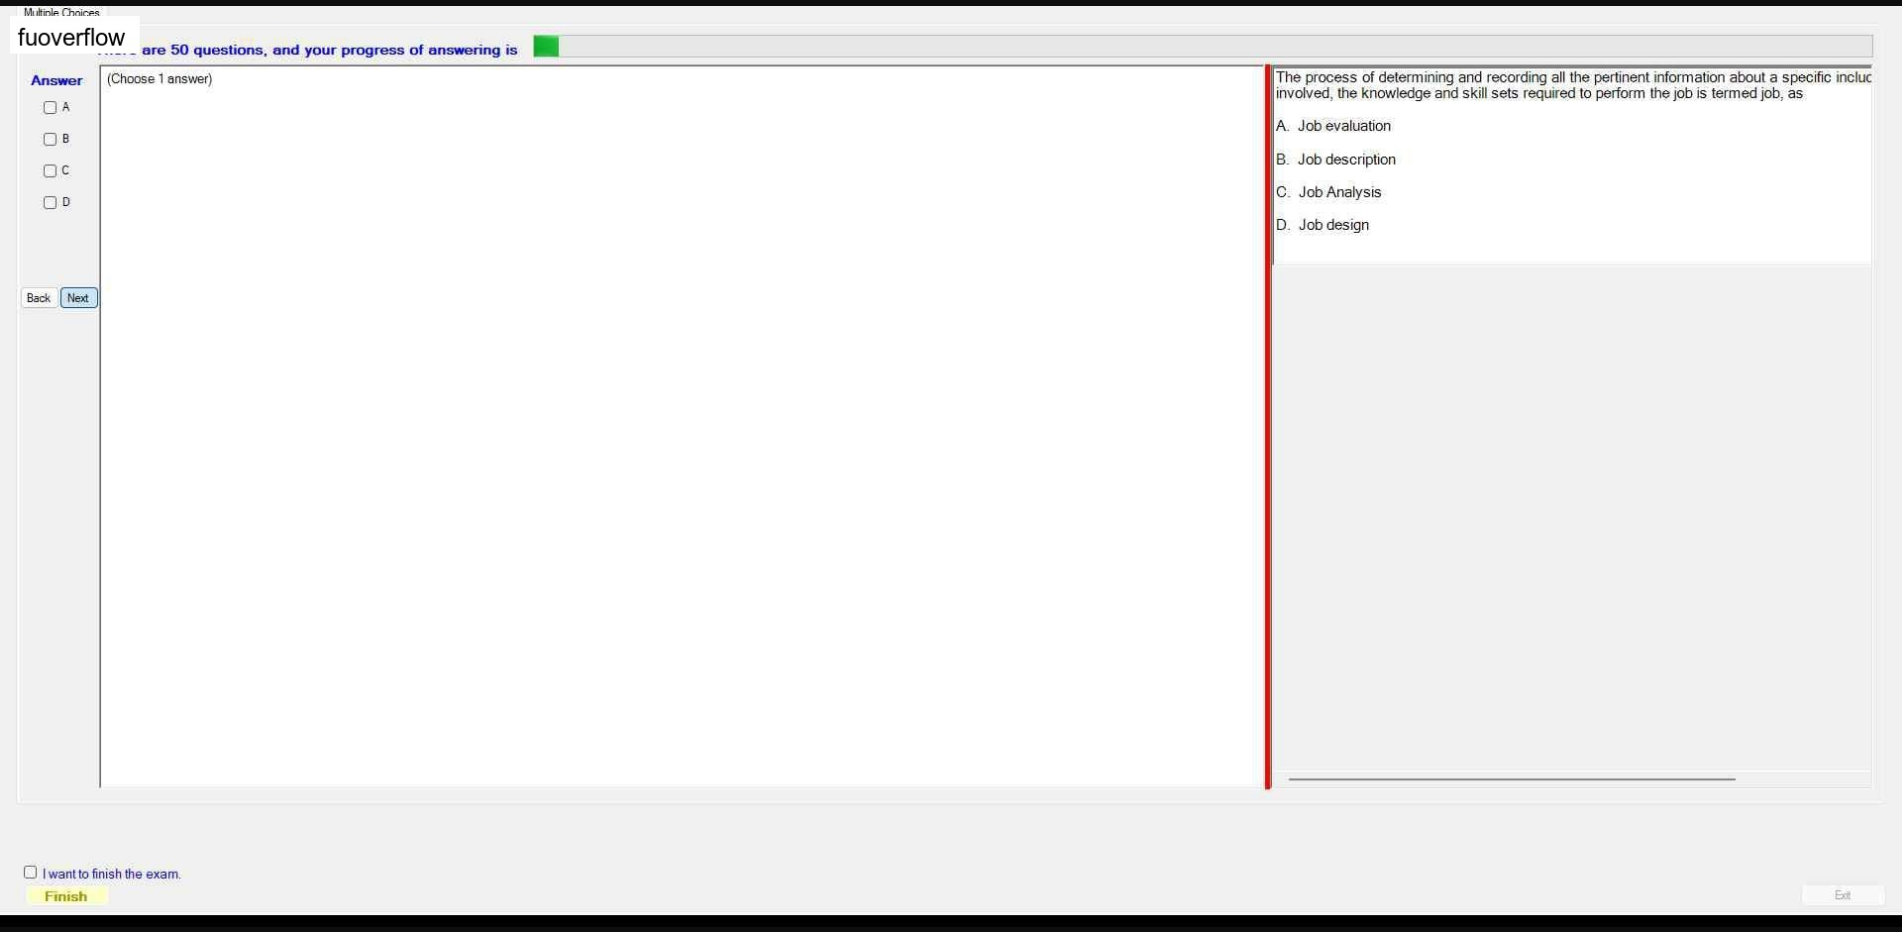 Multiple Choices
fuoverflow
are 50 questions, and your progress of answering is
Answer
(Choose 1 answer)
A
B
C
D
Back
Next
The process of determining and recording all the pertinent information about a specific includ
involved, the knowledge and skill sets required to perform the job is termed job, as
A. Job evaluation
B. Job description
C. Job Analysis
D. Job design
I want to finish the exam.
Finish
Exit